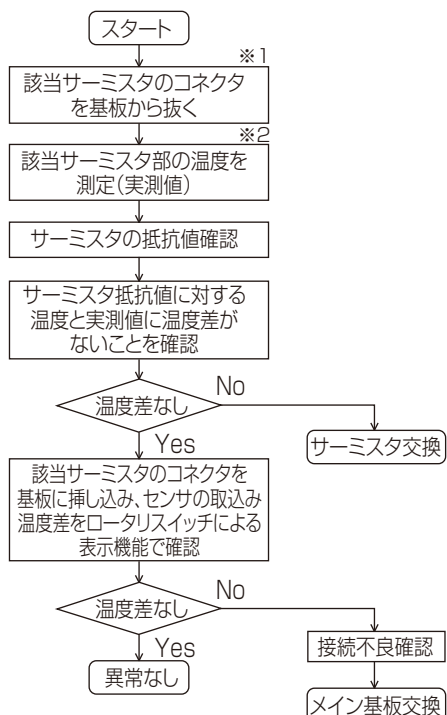 スタート
※1
該当サーミスタのコネクタ
を基板から抜く
※2
該当サーミスタ部の温度を
測定(実測値)
サーミスタの抵抗値確認
サーミスタ抵抗値に対する
温度と実測値に温度差が
ないことを確認
温度差なし
No
サーミスタ交換
Yes
該当サーミスタのコネクタを
基板に挿し込み、センサの取込み
温度差をロータリスイッチによる
表示機能で確認
温度差なし
No
接続不良確認
メイン基板交換
Yes
異常なし